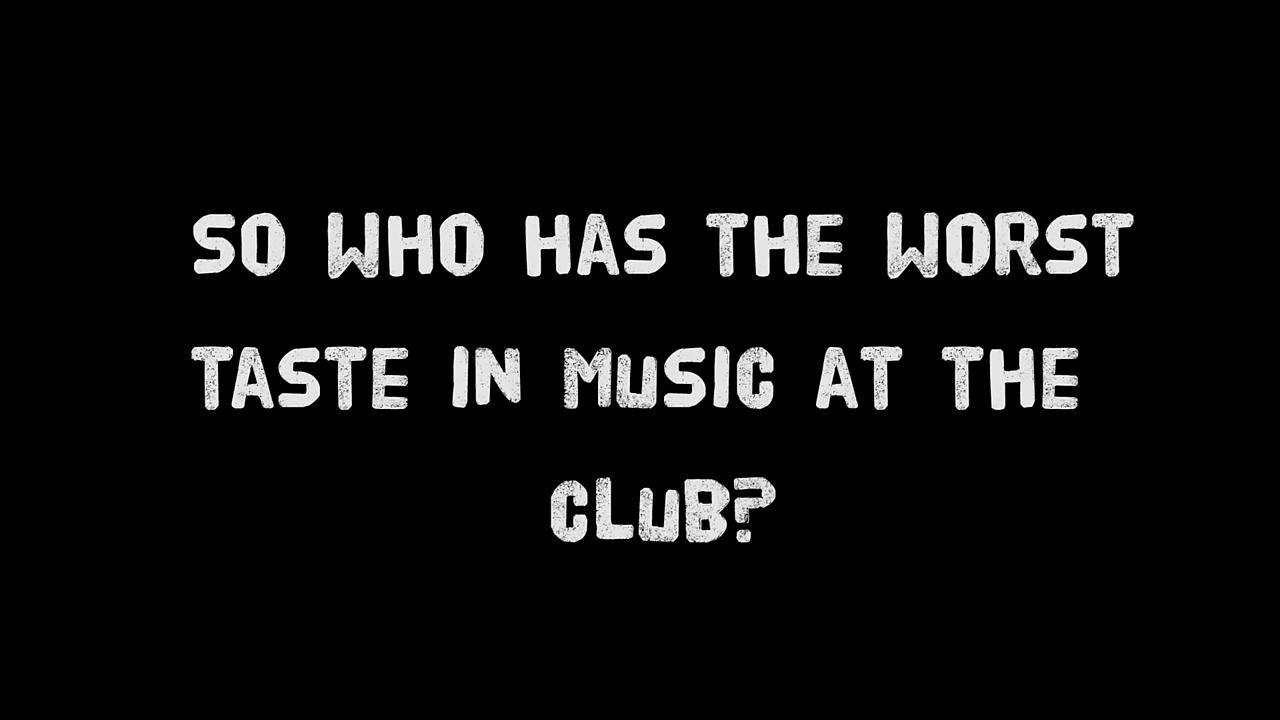 SO WHO HAS THE WORST
TASTE IN MUSIC AT THE
CLUB?